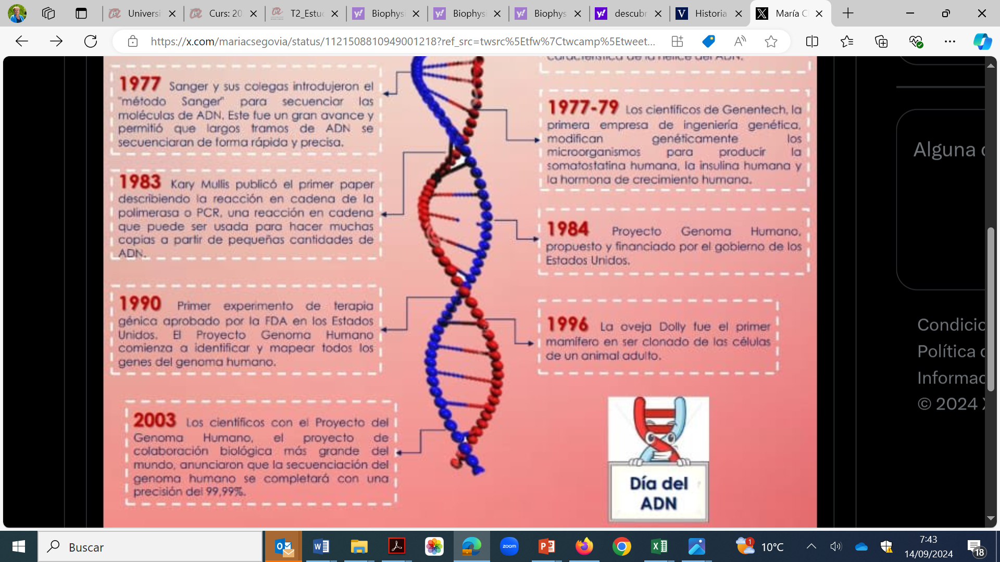 Universi
Curs: 20
T2_Estud
Biophysi
Biophysi
Biophys
descubr
Historia
María C
https://x.com/mariacsegovia/status/1121508810949001218?ref_src=twsrc%5Etfw%7Ctwcamp%5Etweet...
característica de la hélice del ADN.
1977 Sanger y sus colegas introdujeron el
"método Sanger" para secuenciar las
moléculas de ADN. Este fue un gran avance y
permitió que largos tramos de ADN se
secuenciaran de forma rápida y precisa.
1977-79 Los científicos de Genentech, la
primera empresa de ingeniería genética,
modifican genéticamente los
microorganismos para producir la
somatostatina humana, la insulina humana y
la hormona de crecimiento humana.
1983 Kary Mullis publicó el primer paper
describiendo la reacción en cadena de la
polimerasa o PCR, una reacción en cadena
que puede ser usada para hacer muchas
copias a partir de pequeñas cantidades de
ADN.
1984 Proyecto Genoma Humano,
propuesto y financiado por el gobierno de los
Estados Unidos.
1990 Primer experimento de terapia
génica aprobado por la FDA en los Estados
Unidos. El Proyecto Genoma Humano
comienza a identificar y mapear todos los
genes del genoma humano.
1996 La oveja Dolly fue el primer
mamífero en ser clonado de las células
de un animal adulto.
2003 Los científicos con el Proyecto del
Genoma Humano, el proyecto de
colaboración biológica más grande del
mundo, anunciaron que la secuenciación del
genoma humano se completará con una
precisión del 99,99%.
Día del
ADN
Alguna
Condicio
Política
Informac
© 2024
Buscar
zoom
1
10°C
7:43
14/09/2024
18